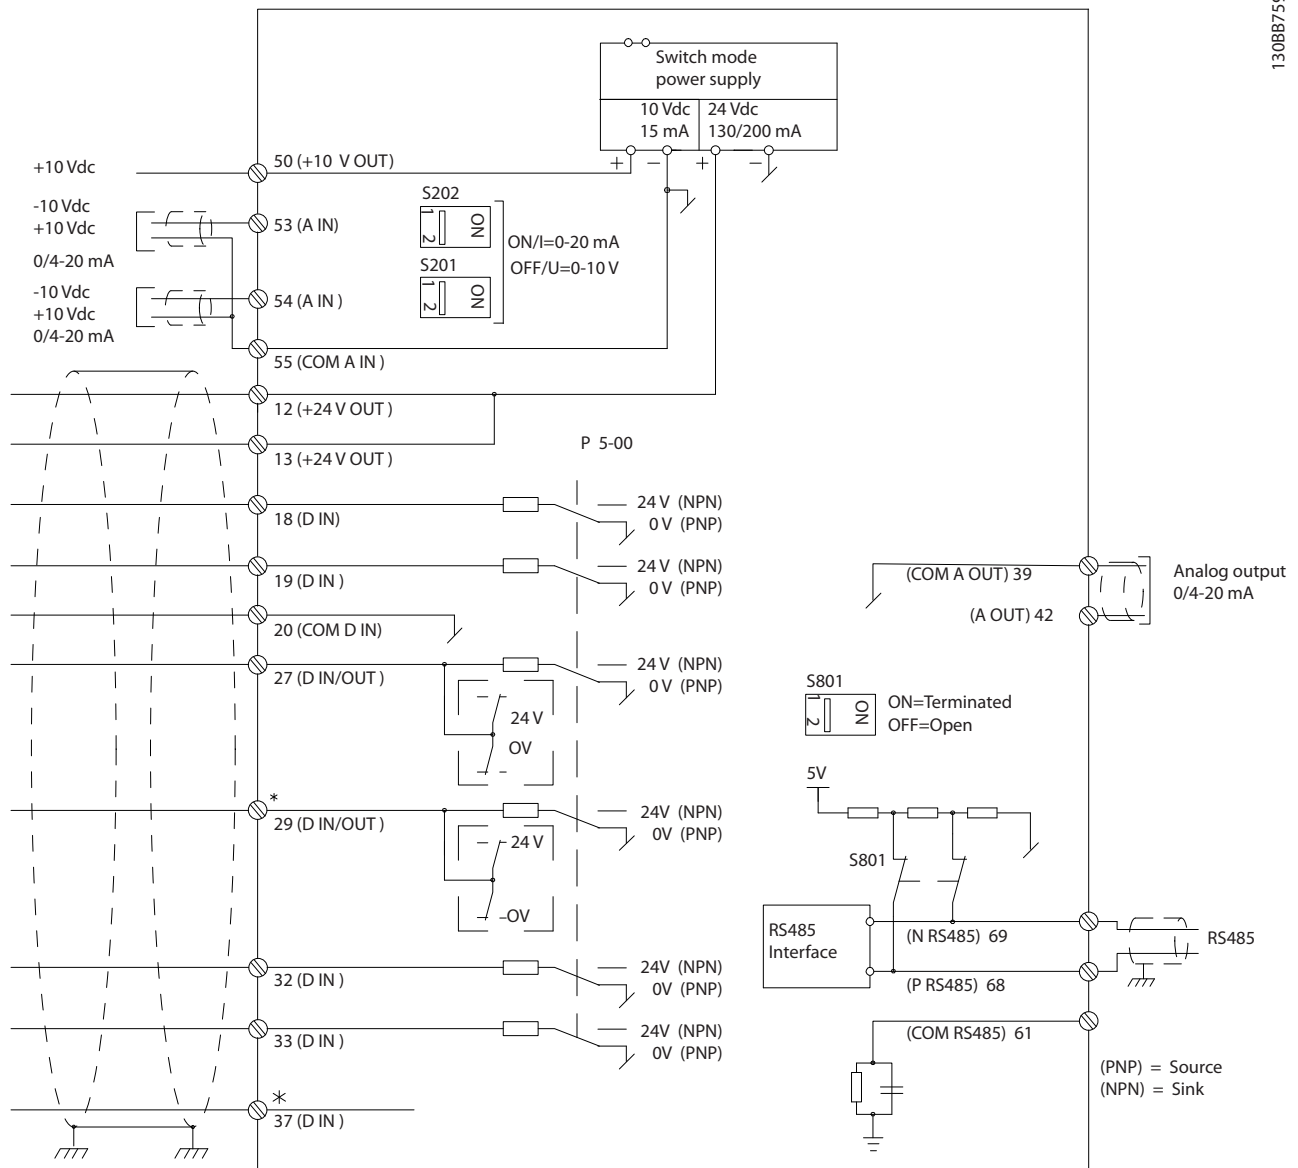 130BB759
Switch mode
power supply
10 Vdc
15 mA
24 Vdc
130/200 mA
+
−
+
−
+10 Vdc
50 (+10 V OUT)
-10 Vdc
+10 Vdc
0/4-20 mA
53 (A IN)
S202
1
2
ON
ON/I=0-20 mA
OFF/U=0-10 V
S201
1
2
ON
-10 Vdc
+10 Vdc
0/4-20 mA
54 (A IN )
55 (COM A IN )
12 (+24 V OUT )
13 (+24 V OUT )
P 5-00
18 (D IN)
24 V (NPN)
0 V (PNP)
19 (D IN )
24 V (NPN)
0 V (PNP)
20 (COM D IN)
27 (D IN/OUT )
24 V (NPN)
0 V (PNP)
24 V
OV
*
29 (D IN/OUT )
24V (NPN)
0V (PNP)
24 V
OV
32 (D IN )
24V (NPN)
0V (PNP)
33 (D IN )
24V (NPN)
0V (PNP)
*
37 (D IN )
(COM A OUT) 39
(A OUT) 42
Analog output
0/4-20 mA
S801
1
2
ON
ON=Terminated
OFF=Open
5V
S801
RS485
Interface
(N RS485) 69
RS485
(P RS485) 68
(COM RS485) 61
(PNP) = Source
(NPN) = Sink